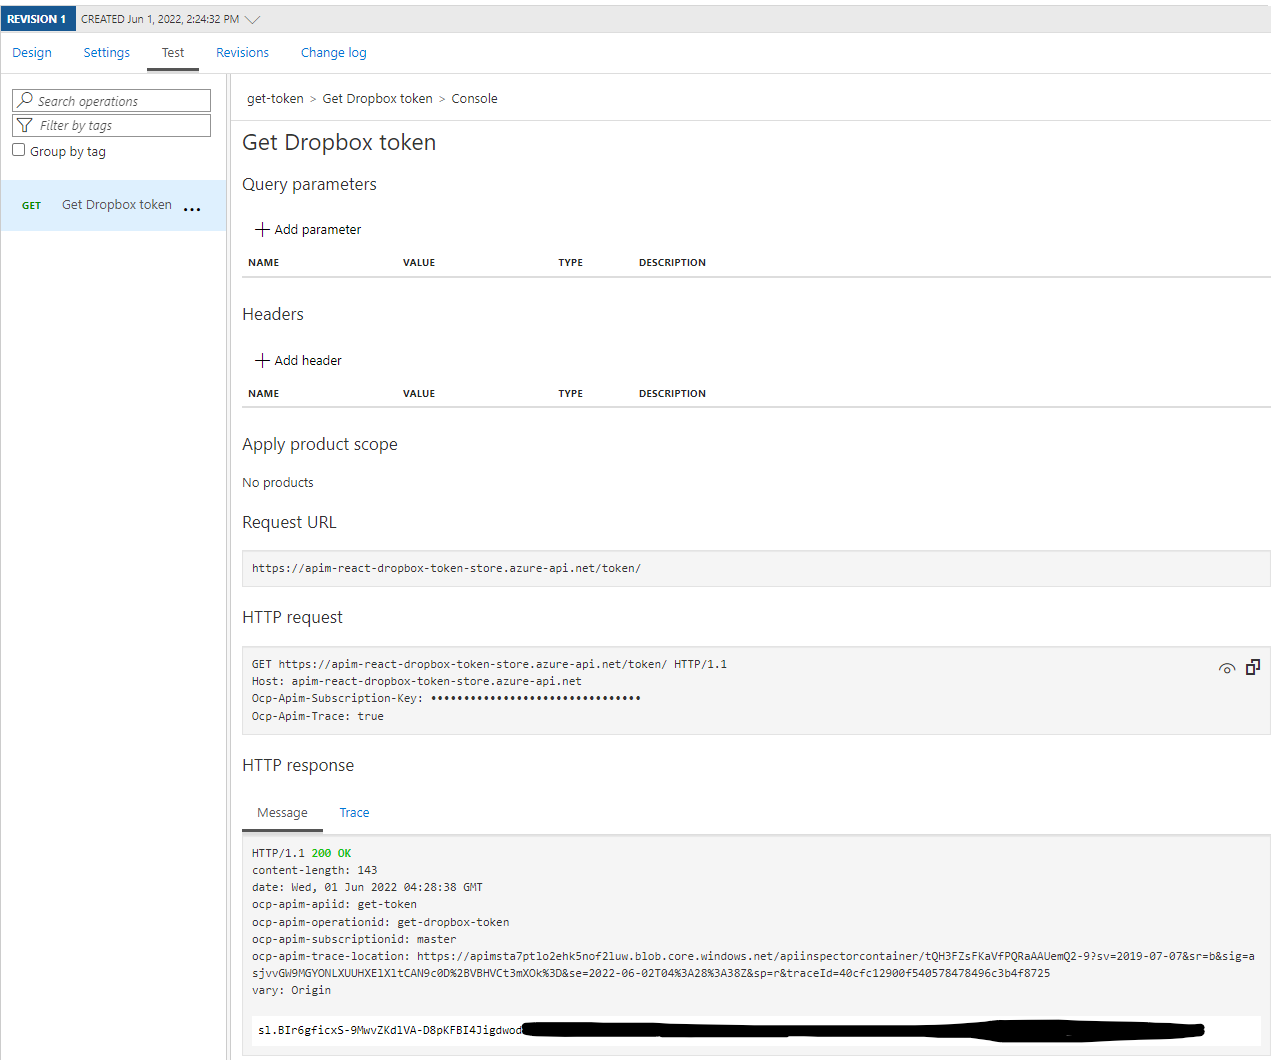 REVISION 1 CREATED Jun 1, 2022, 2:24:32 PM
Design Settings Test Revisions Change log
Search operations
Filter by tags
Group by tag
GET Get Dropbox token ...
get-token > Get Dropbox token > Console
Get Dropbox token
Query parameters
Add parameter
NAME VALUE TYPE DESCRIPTION
Headers
Add header
NAME VALUE TYPE DESCRIPTION
Apply product scope
No products
Request URL
https://apim-react-dropbox-token-store.azure-api.net/token/
HTTP request
GET https://apim-react-dropbox-token-store.azure-api.net/token/ HTTP/1.1
Host: apim-react-dropbox-token-store.azure-api.net
Ocp-Apim-Subscription-Key: ••••••••••••••••••••••••••••••••
Ocp-Apim-Trace: true
HTTP response
Message Trace
HTTP/1.1 200 OK
content-length: 143
date: Wed, 01 Jun 2022 04:28:38 GMT
ocp-apim-apiid: get-token
ocp-apim-operationid: get-dropbox-token
ocp-apim-subscriptionid: master
ocp-apim-trace-location: https://apimsta7ptlo2ehk5nof2luw.blob.core.windows.net/apiinspectorcontainer/tQH3FZsFKaVfPQRaAAUemQ2-9?sv=2019-07-07&sr=b&sig=a
sjvvGW9MGYONLXUUHXElXltCAN9c0D%2BVBHVCt3mXOk%3D&se=2022-06-02T04%3A28%3A38Z&sp=r&traceId=40cfc12900f540578478496c3b4f8725
vary: Origin
sl.BIr6gficxS-9MwvZKdlVA-D8pKFBI4Jigdwod